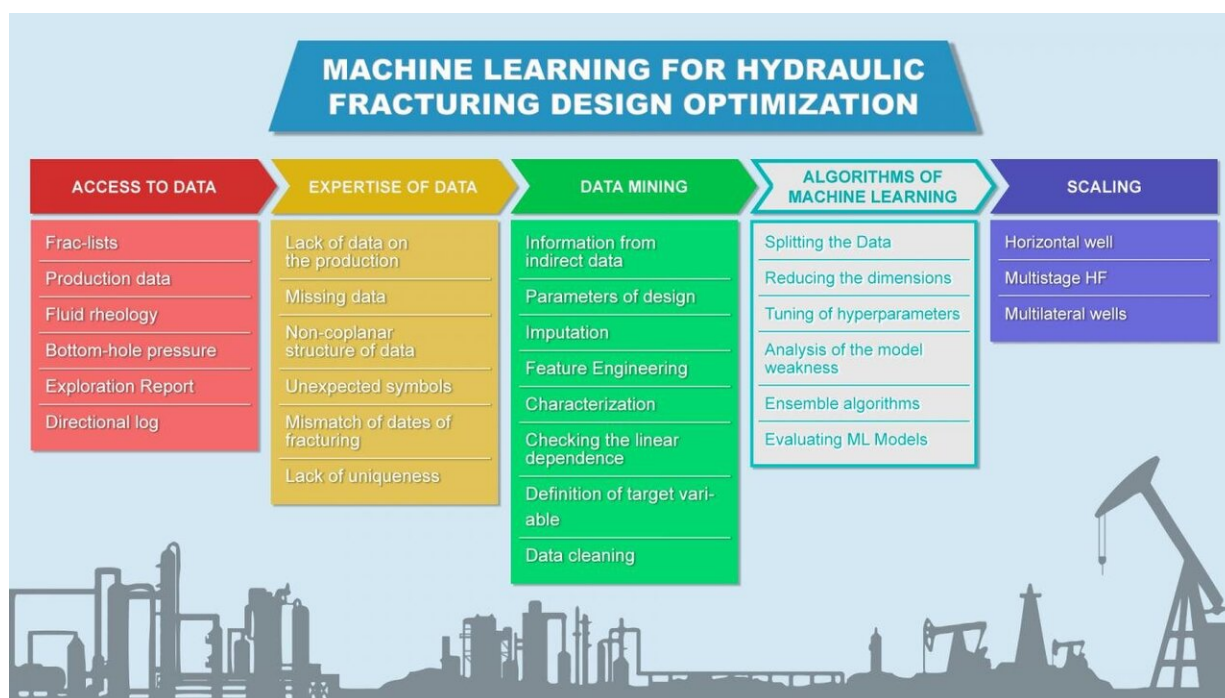 MACHINE LEARNING FOR HYDRAULIC
FRACTURING DESIGN OPTIMIZATION
ACCESS TO DATA
Frac-lists
Production data
Fluid rheology
Bottom-hole pressure
Exploration Report
Directional log
EXPERTISE OF DATA
Lack of data on
the production
Missing data
Non-coplanar
structure of data
Unexpected symbols
Mismatch of dates of
fracturing
Lack of uniqueness
DATA MINING
Information from
indirect data
Parameters of design
Imputation
Feature Engineering
Characterization
Checking the linear
dependence
Definition of target vari-
able
Data cleaning
ALGORITHMS OF
MACHINE LEARNING
Splitting the Data
Reducing the dimensions
Tuning of hyperparameters
Analysis of the model
weakness
Ensemble algorithms
Evaluating ML Models
SCALING
Horizontal well
Multistage HF
Multilateral wells